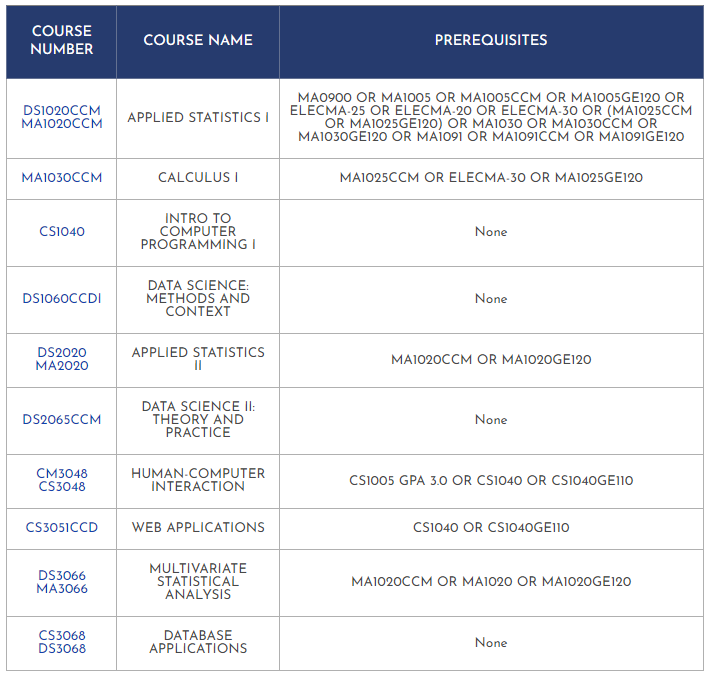 COURSE NUMBER COURSE NAME PREREQUISITES
DS1020CCM
MA1020CCM
APPLIED STATISTICS I
MA0900 OR MA1005 OR MA1005CCM OR MA1005GE120 OR
ELECMA-25 OR ELECMA-20 OR ELECMA-30 OR (MA1025CCM
OR MA1025GE120) OR MA1030 OR MA1030CCM OR
MA1030GE120 OR MA1091 OR MA1091CCM OR MA1091GE120
MA1030CCM
CALCULUS I
MA1025CCM OR ELECMA-30 OR MA1025GE120
CS1040
INTRO TO
COMPUTER
PROGRAMMING I
None
DS1060CCDI
DATA SCIENCE:
METHODS AND
CONTEXT
None
DS2020
MA2020
APPLIED STATISTICS
II
MA1020CCM OR MA1020GE120
DS2065CCM
DATA SCIENCE II:
THEORY AND
PRACTICE
None
CM3048
CS3048
HUMAN-COMPUTER
INTERACTION
CS1005 GPA 3.0 OR CS1040 OR CS1040GE110
CS3051CCD
WEB APPLICATIONS
CS1040 OR CS1040GE110
DS3066
MA3066
MULTIVARIATE
STATISTICAL
ANALYSIS
MA1020CCM OR MA1020 OR MA1020GE120
CS3068
DS3068
DATABASE
APPLICATIONS
None